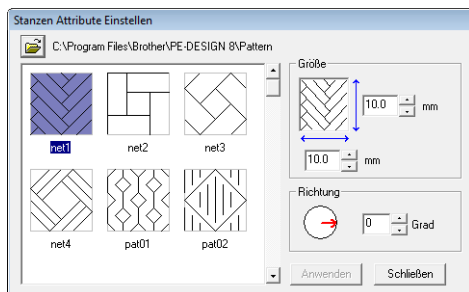 Stanzen Attribute Einstellen
C:\Program Files\Brother\PE-DESIGN 8\Pattern
net1 net2 net3
net4 pat01 pat02
Größe
10.0 mm
10.0 mm
Richtung
0 Grad
Anwenden Schließen